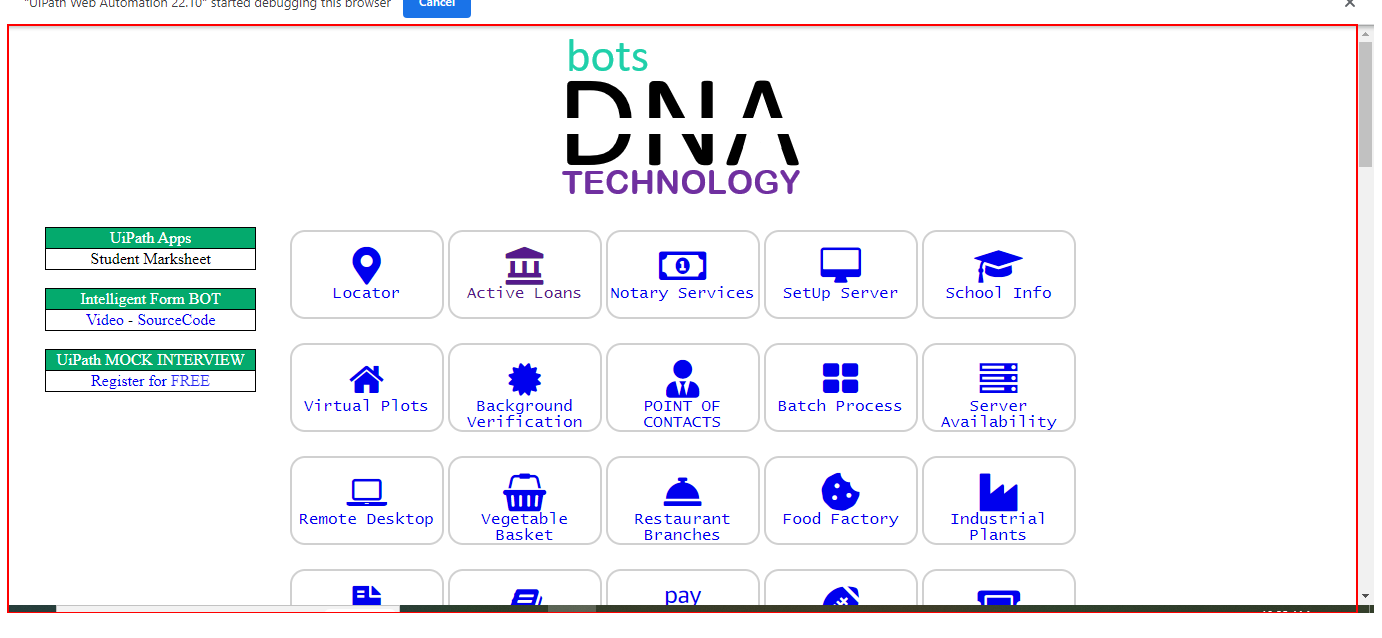 "UiPath Web Automation 22.10" started debugging this browser Cancel
bots
DNA
TECHNOLOGY
UiPath Apps
Student Marksheet
Intelligent Form BOT
Video - SourceCode
UiPath MOCK INTERVIEW
Register for FREE
Locator
Active Loans
Notary Services
SetUp Server
School Info
Virtual Plots
Background
Verification
POINT OF
CONTACTS
Batch Process
Server
Availability
Remote Desktop
Vegetable
Basket
Restaurant
Branches
Food Factory
Industrial
Plants
pay